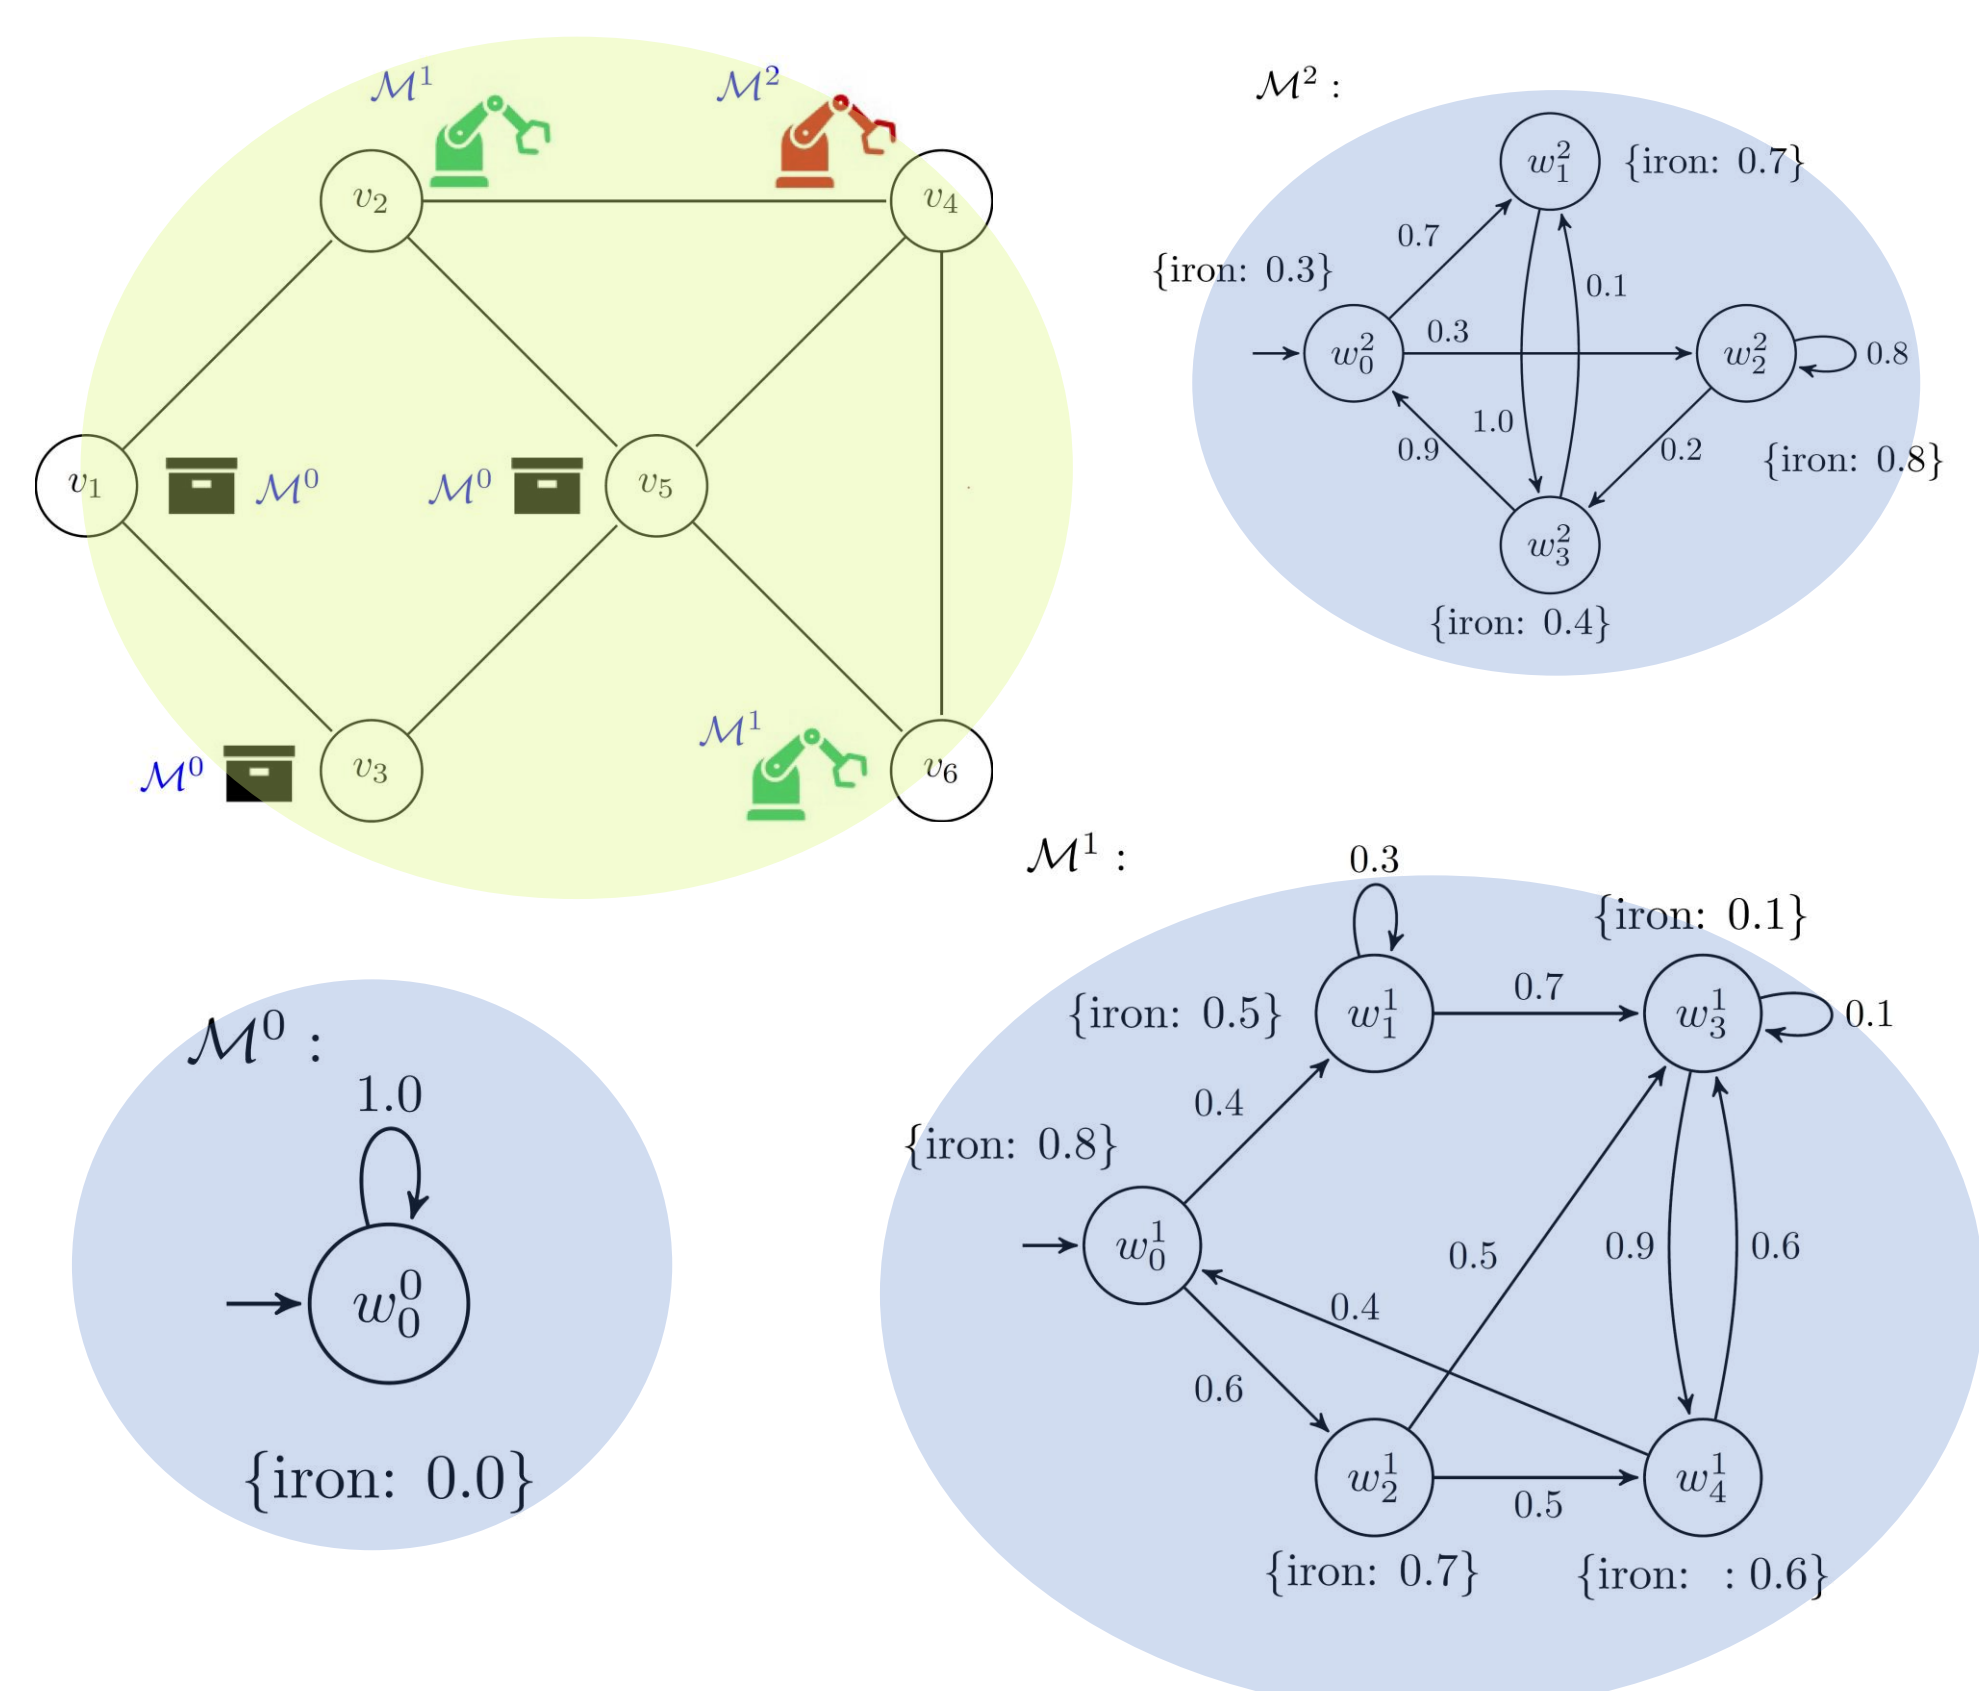 ℳ¹
ℳ²
v₂
v₄
v₁
ℳ⁰
ℳ⁰
v₅
ℳ⁰
v₃
ℳ¹
v₆
ℳ² :
w₁²
{iron: 0.7}
0.7
{iron: 0.3}
0.1
w₀²
0.3
w₂²
0.8
1.0
0.9
0.2
{iron: 0.8}
w₃²
{iron: 0.4}
ℳ⁰ :
1.0
w₀⁰
{iron: 0.0}
ℳ¹ :
0.3
{iron: 0.1}
{iron: 0.5}
w₁¹
0.7
w₃¹
0.1
0.4
{iron: 0.8}
w₀¹
0.5
0.9
0.6
0.4
0.6
w₂¹
0.5
w₄¹
{iron: 0.7}
{iron: : 0.6}